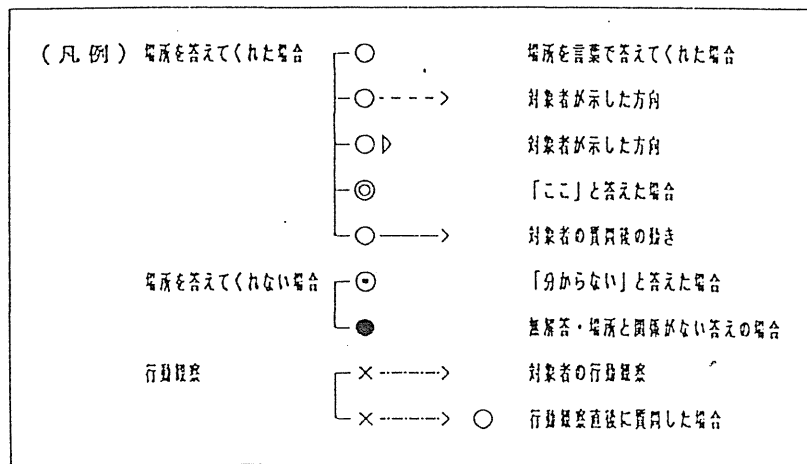 (凡例) 場所を答えてくれた場合 ○ 場所を言葉で答えてくれた場合
○ 対象者が示した方向
○ 対象者が示した方向
◎ 「ここ」と答えた場合
○ 対象者の質問後の動き
場所を答えてくれない場合 ⊙ 「分からない」と答えた場合
● 無解答・場所と関係がない答えの場合
行動観察 × 対象者の行動観察
× ○ 行動観察直後に質問した場合